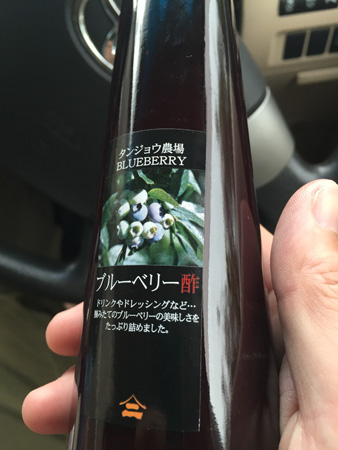 タンジョウ農場
BLUEBERRY
ブルーベリー酢
ドリンクやドレッシングなど…
摘みたてのブルーベリーの美味しさを
たっぷり詰めました。